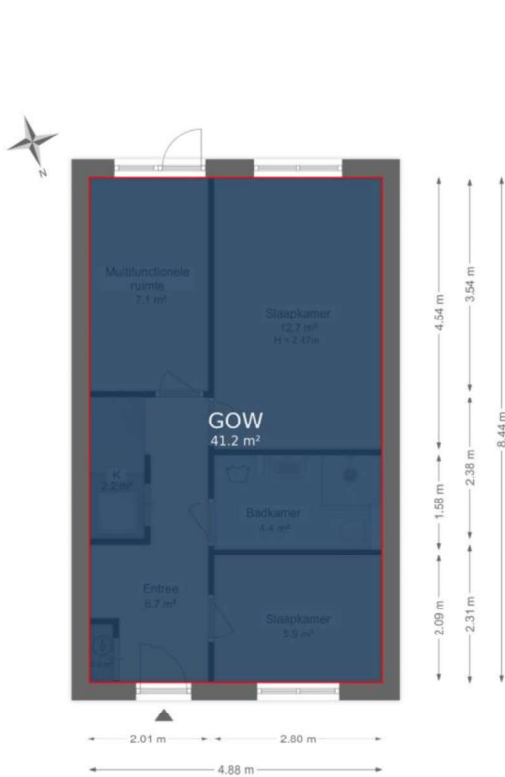 N
Multifunctionele
ruimte
7.1 m²
Slaapkamer
12.7 m²
H = 2.47m
GOW
41.2 m²
K
2.2 m²
Badkamer
4.4 m²
Entree
6.7 m²
Slaapkamer
5.9 m²
4.54 m
3.54 m
8.44 m
2.38 m
1.58 m
2.09 m
2.31 m
2.01 m
2.80 m
4.88 m